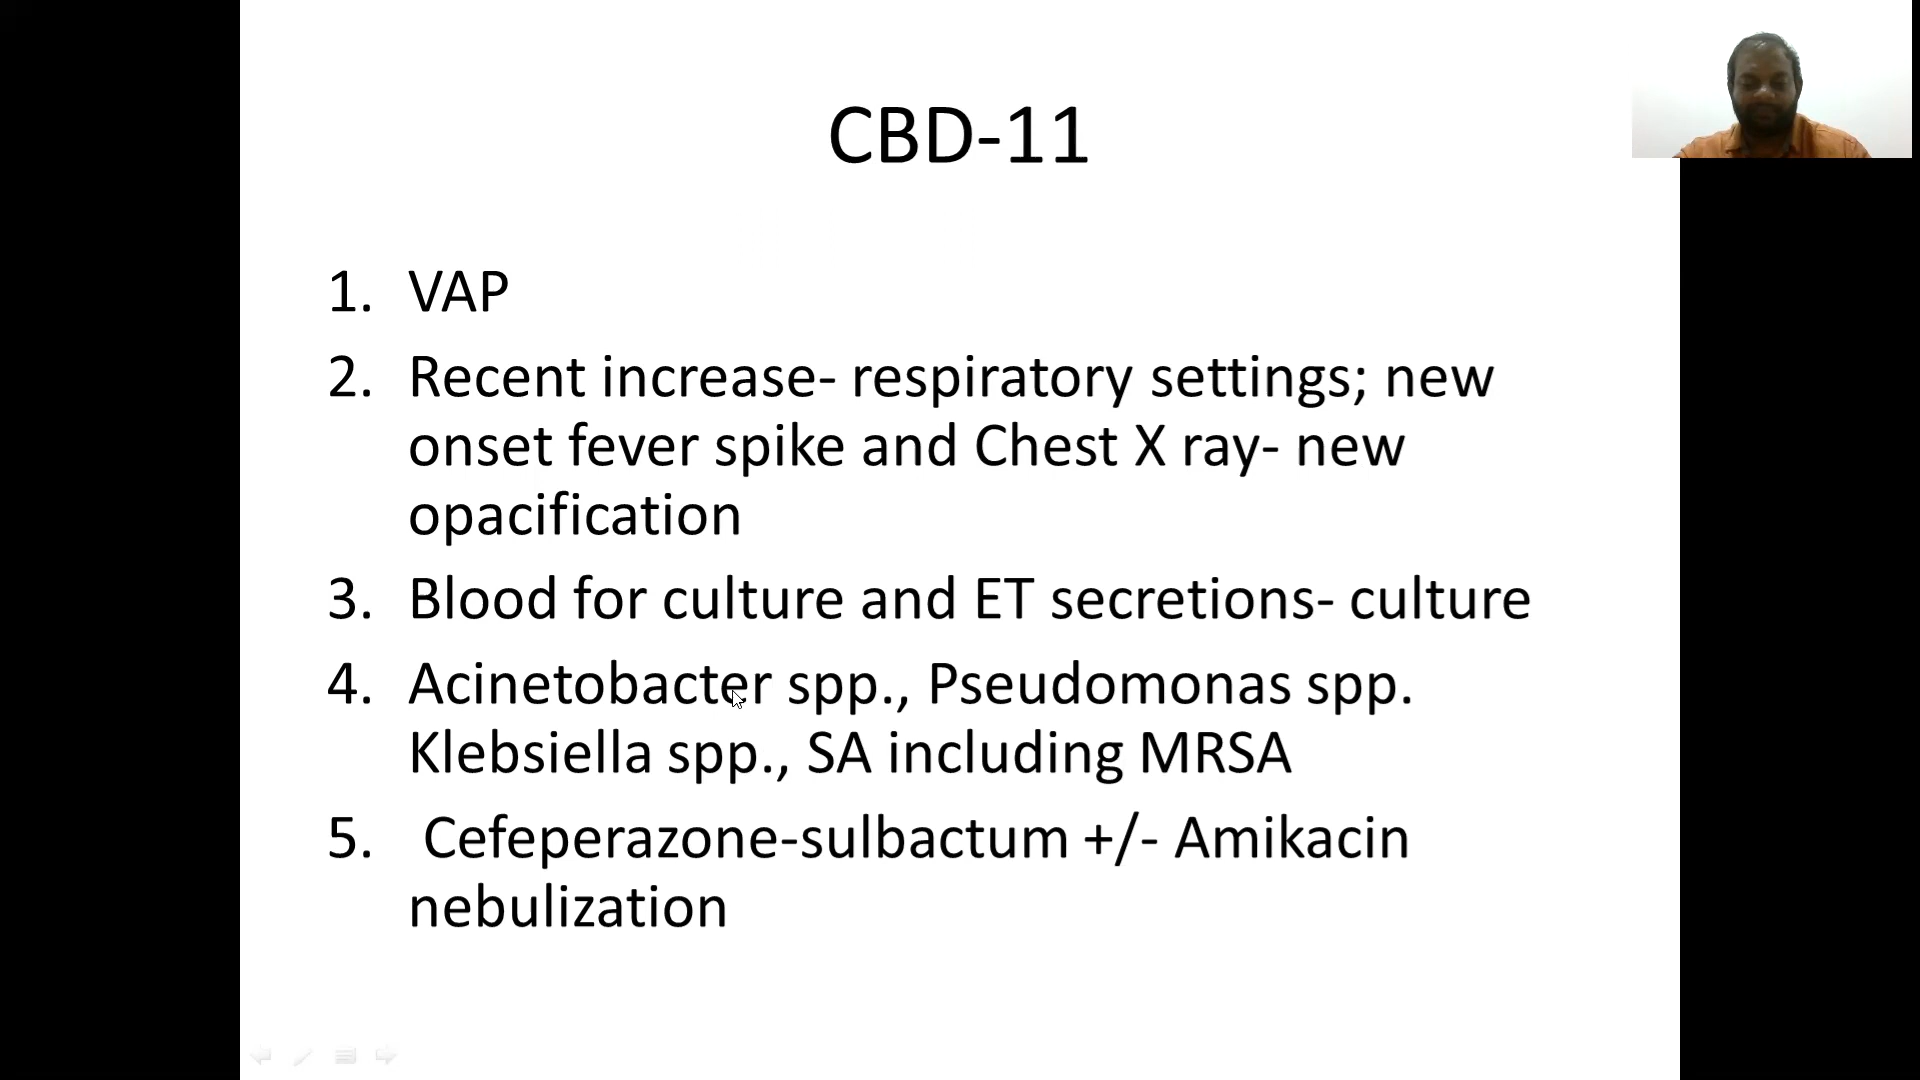 CBD-11
1. VAP
2. Recent increase- respiratory settings; new
onset fever spike and Chest X ray- new
opacification
3. Blood for culture and ET secretions- culture
4. Acinetobacter spp., Pseudomonas spp.
Klebsiella spp., SA including MRSA
5. Cefeperazone-sulbactum +/- Amikacin
nebulization